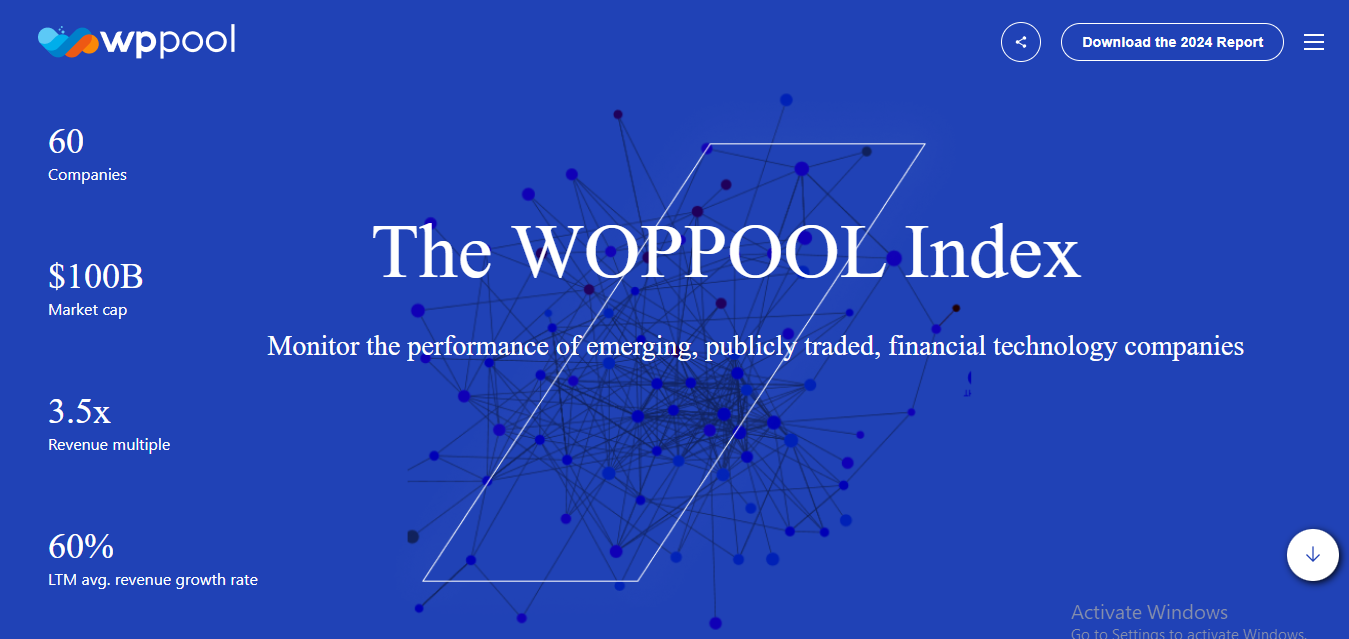 wppool
Download the 2024 Report
60
Companies
$100B
Market cap
3.5x
Revenue multiple
60%
LTM avg. revenue growth rate
The WOPPOOL Index
Monitor the performance of emerging, publicly traded, financial technology companies
Activate Windows
Go to Settings to activate Windows.